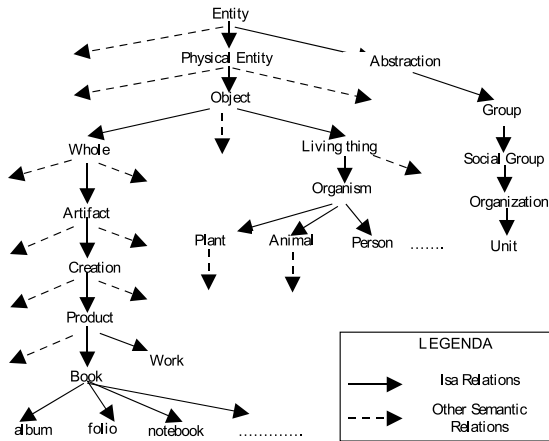 Entity
Physical Entity
Abstraction
Object
Group
Whole
Living thing
Social Group
Organism
Artifact
Organization
Plant
Animal
Person
.......
Unit
Creation
Product
Work
Book
album
folio
notebook
..............
LEGENDA
Isa Relations
Other Semantic
Relations